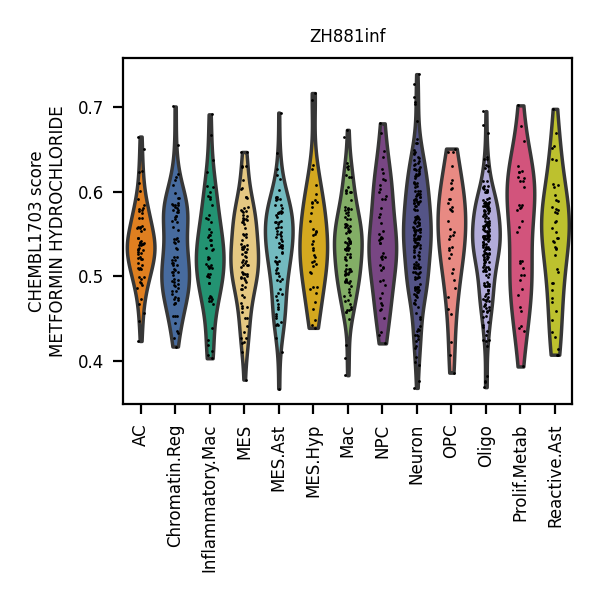 ZH881inf
CHEMBL1703 score
METFORMIN HYDROCHLORIDE
0.7
0.6
0.5
0.4
AC
Chromatin.Reg
Inflammatory.Mac
MES
MES.Ast
MES.Hyp
Mac
NPC
Neuron
OPC
Oligo
Prolif.Metab
Reactive.Ast